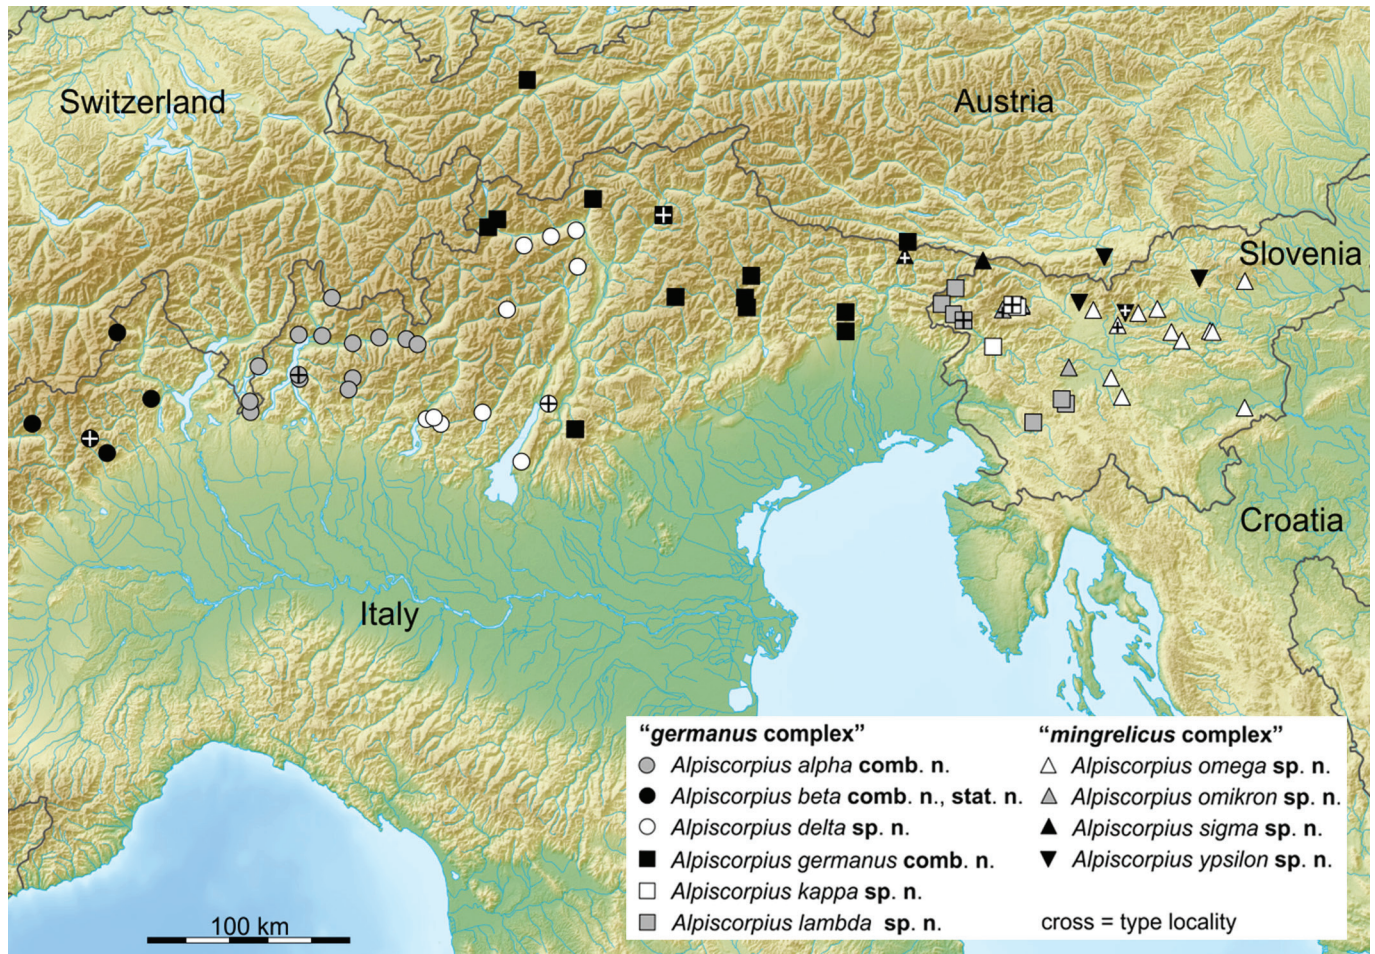 Switzerland
Austria
Slovenia
Croatia
Italy
100 km
“germanus complex”
Alpiscorpius alpha comb. n.
Alpiscorpius beta comb. n., stat. n.
Alpiscorpius delta sp. n.
Alpiscorpius germanus comb. n.
Alpiscorpius kappa sp. n.
Alpiscorpius lambda sp. n.
“mingrelicus complex”
Alpiscorpius omega sp. n.
Alpiscorpius omikron sp. n.
Alpiscorpius sigma sp. n.
Alpiscorpius ypsilon sp. n.
cross = type locality